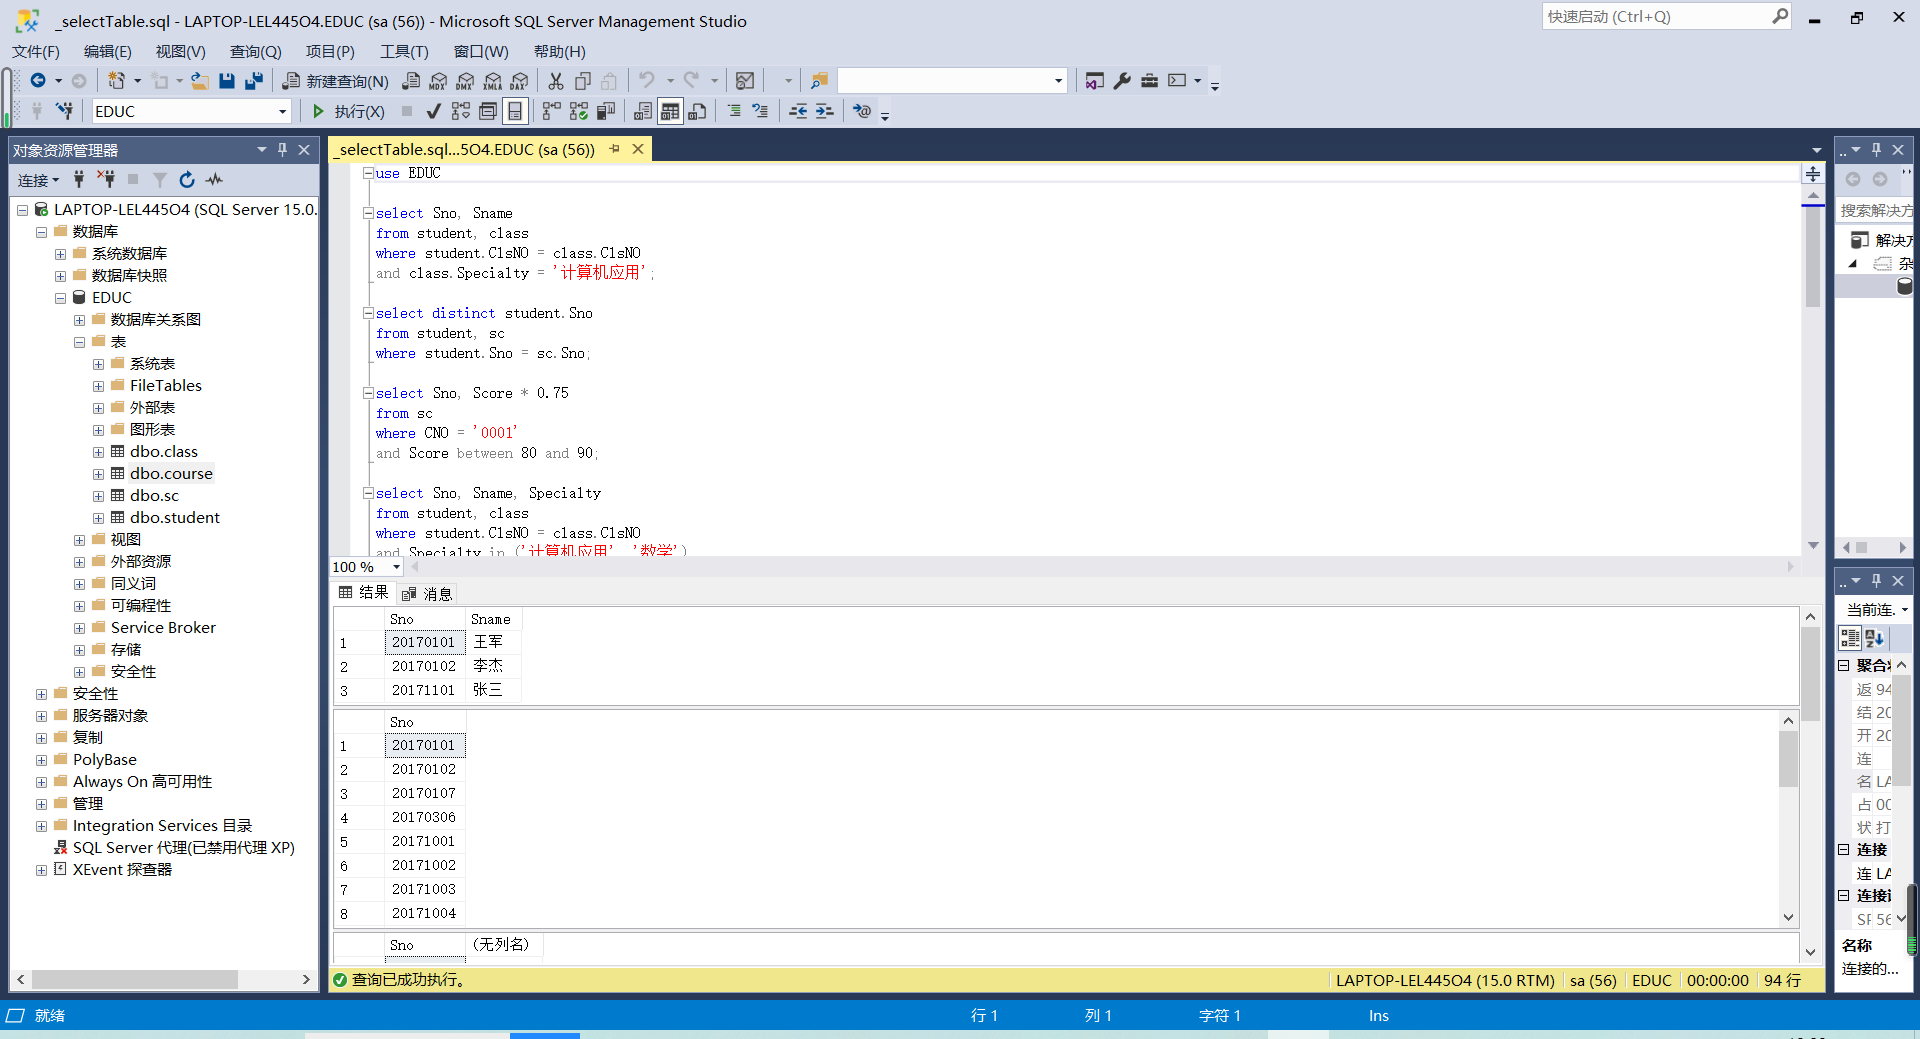 _selectTable.sql - LAPTOP-LEL445O4.EDUC (sa (56)) - Microsoft SQL Server Management Studio
快速启动 (Ctrl+Q)
文件(F) 编辑(E) 视图(V) 查询(Q) 项目(P) 工具(T) 窗口(W) 帮助(H)
新建查询(N) MDX DMX XMLA DAX
EDUC 执行(X)
对象资源管理器
连接
LAPTOP-LEL445O4 (SQL Server 15.0.
数据库
系统数据库
数据库快照
EDUC
数据库关系图
表
系统表
FileTables
外部表
图形表
dbo.class
dbo.course
dbo.sc
dbo.student
视图
外部资源
同义词
可编程性
Service Broker
存储
安全性
安全性
服务器对象
复制
PolyBase
Always On 高可用性
管理
Integration Services 目录
SQL Server 代理(已禁用代理 XP)
XEvent 探查器
_selectTable.sql...5O4.EDUC (sa (56))
use EDUC
select Sno, Sname
from student, class
where student.ClsNO = class.ClsNO
and class.Specialty = '计算机应用';
select distinct student.Sno
from student, sc
where student.Sno = sc.Sno;
select Sno, Score * 0.75
from sc
where CNO = '0001'
and Score between 80 and 90;
select Sno, Sname, Specialty
from student, class
where student.ClsNO = class.ClsNO
and Specialty in ('计算机应用','数学')
100 %
结果 消息
Sno Sname
1 20170101 王军
2 20170102 李杰
3 20171101 张三
Sno
1 20170101
2 20170102
3 20170107
4 20170306
5 20171001
6 20171002
7 20171003
8 20171004
Sno (无列名)
查询已成功执行。
LAPTOP-LEL445O4 (15.0 RTM) sa (56) EDUC 00:00:00 94 行
..
搜索解决方
解决方
杂
..
当前连.
聚合
返 94
结 20
开 20
连
名 LA
占 00
状 打
连接
连 LA
连接
SF 56
名称
连接的...
就绪 行 1 列 1 字符 1 Ins